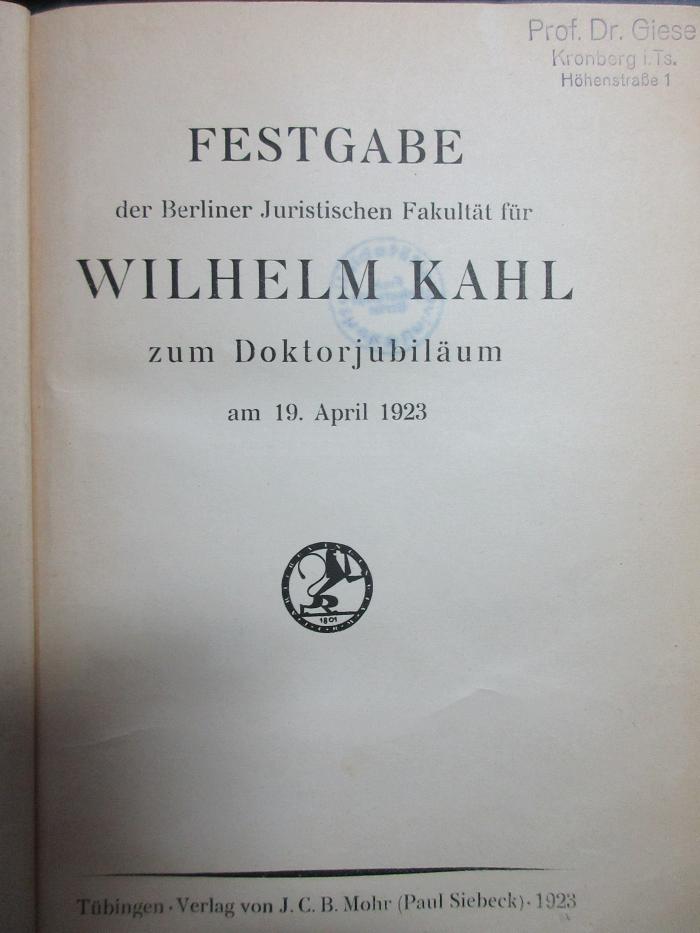 Prof. Dr. Giese
Kronberg i.Ts.
Höhenstraße 1
FESTGABE
der Berliner Juristischen Fakultät für
WILHELM KAHL
zum Doktorjubiläum
am 19. April 1923
1801
Tübingen · Verlag von J. C. B. Mohr (Paul Siebeck) · 1923